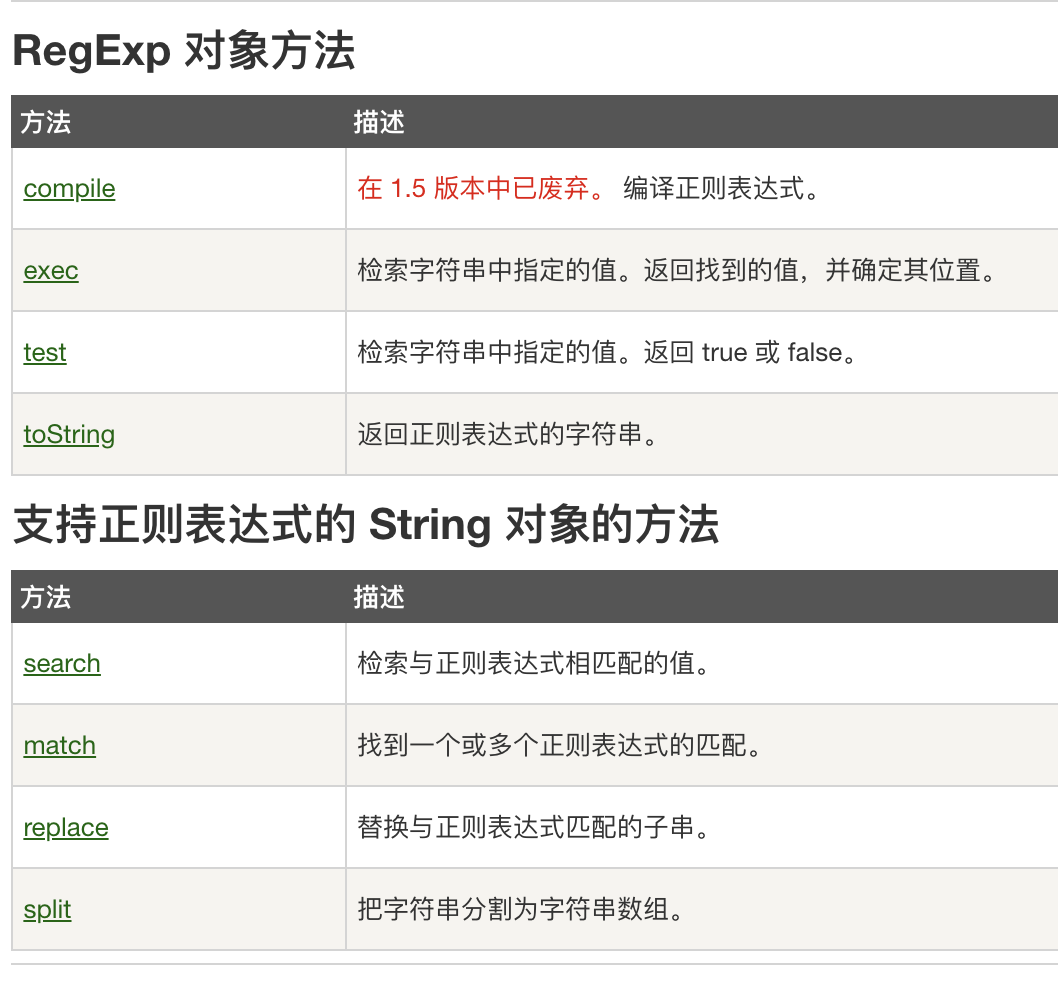 RegExp 对象方法
方法 描述
compile 在 1.5 版本中已废弃。 编译正则表达式。
exec 检索字符串中指定的值。返回找到的值，并确定其位置。
test 检索字符串中指定的值。返回 true 或 false。
toString 返回正则表达式的字符串。
支持正则表达式的 String 对象的方法
方法 描述
search 检索与正则表达式相匹配的值。
match 找到一个或多个正则表达式的匹配。
replace 替换与正则表达式匹配的子串。
split 把字符串分割为字符串数组。